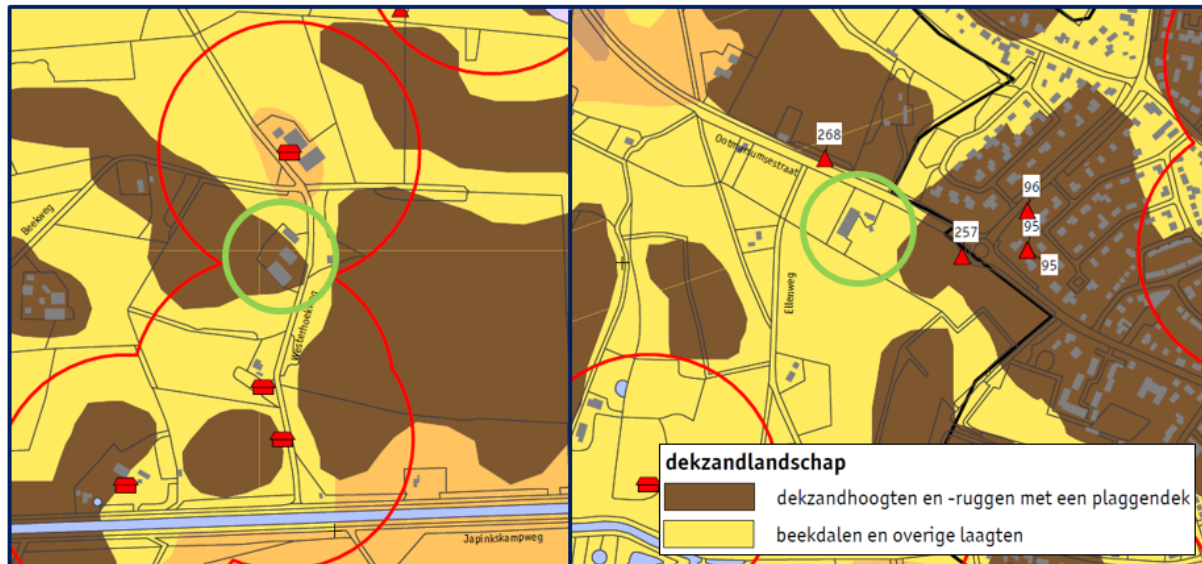 Beekweg
Westerhoekweg
Japinkskampweg
268
Ootmarsumsestraat
96
95
257
95
Ellenweg
dekzandlandschap
dekzandhoogten en -ruggen met een plaggendek
beekdalen en overige laagten